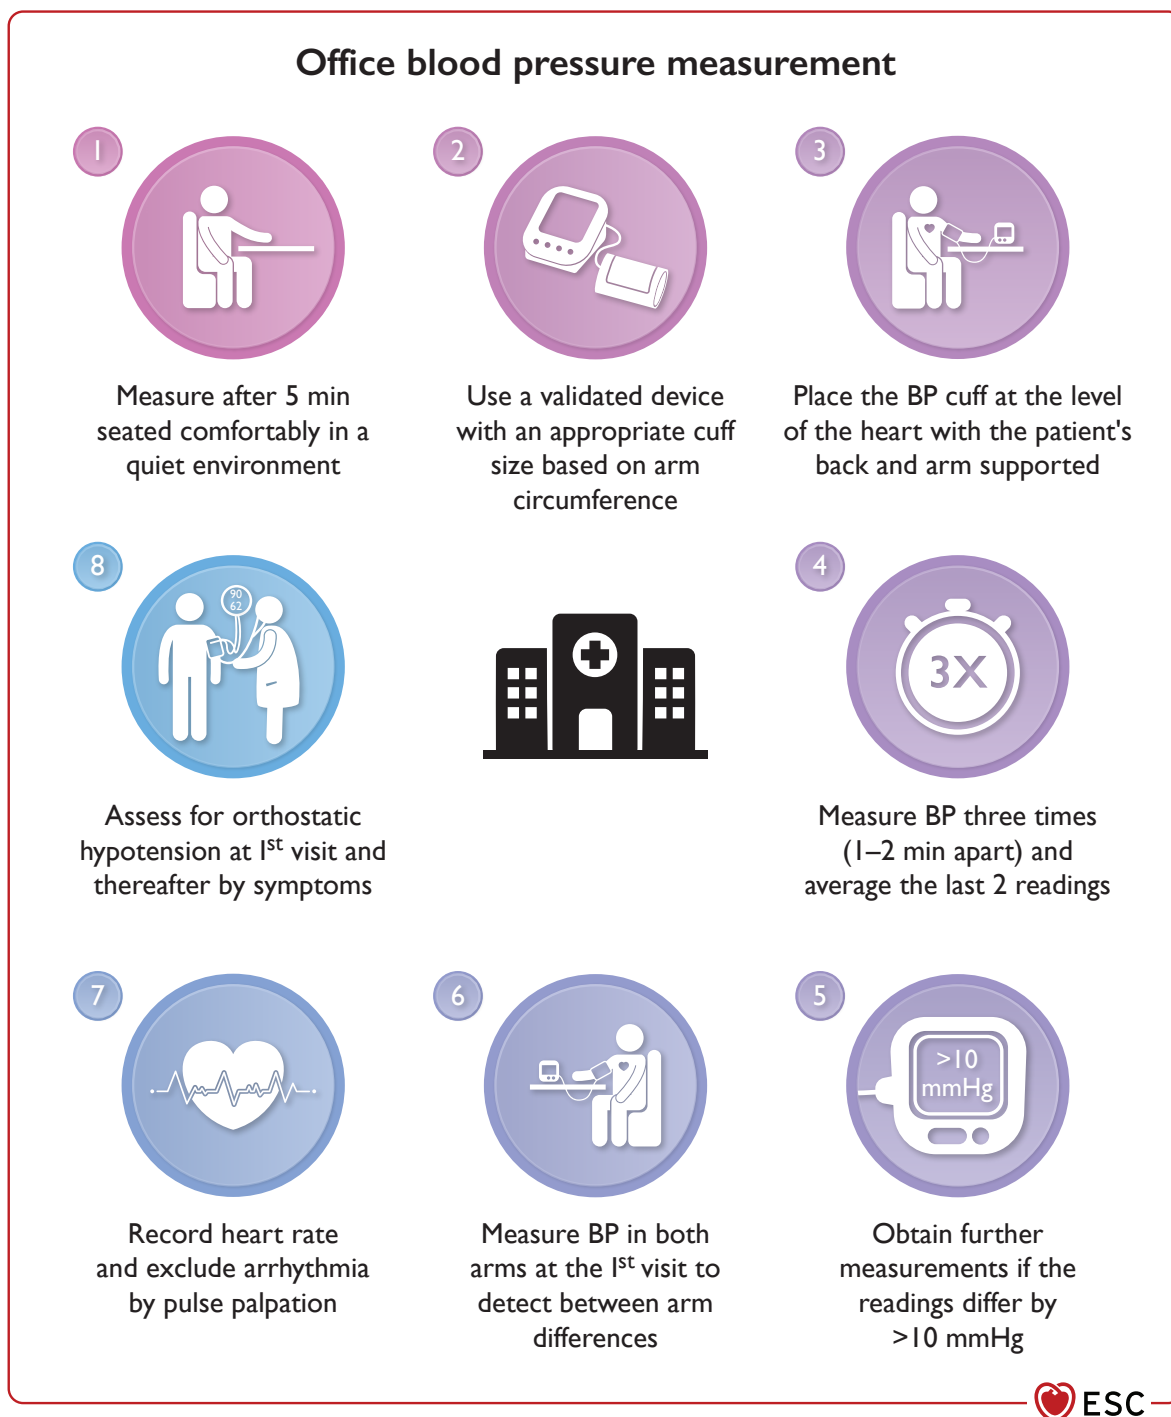 Office blood pressure measurement
1
Measure after 5 min
seated comfortably in a
quiet environment
2
Use a validated device
with an appropriate cuff
size based on arm
circumference
3
Place the BP cuff at the level
of the heart with the patient's
back and arm supported
4
3X
Measure BP three times
(1–2 min apart) and
average the last 2 readings
5
>10
mmHg
Obtain further
measurements if the
readings differ by
>10 mmHg
6
Measure BP in both
arms at the 1st visit to
detect between arm
differences
7
Record heart rate
and exclude arrhythmia
by pulse palpation
8
90
62
Assess for orthostatic
hypotension at 1st visit and
thereafter by symptoms
ESC